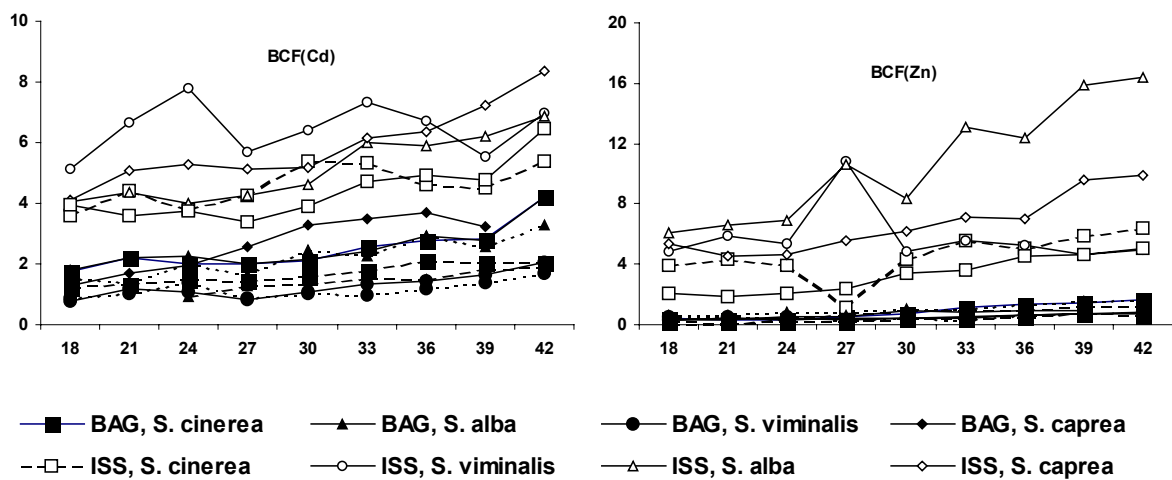 BCF(Cd)
10
8
6
4
2
0
18 21 24 27 30 33 36 39 42
BCF(Zn)
20
16
12
8
4
0
18 21 24 27 30 33 36 39 42
BAG, S. cinerea BAG, S. alba BAG, S. viminalis BAG, S. caprea
ISS, S. cinerea ISS, S. viminalis ISS, S. alba ISS, S. caprea